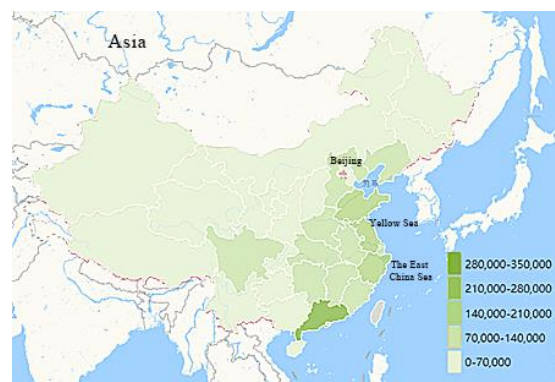 Asia
Beijing
Yellow Sea
The East
China Sea
280,000-350,000
210,000-280,000
140,000-210,000
70,000-140,000
0-70,000